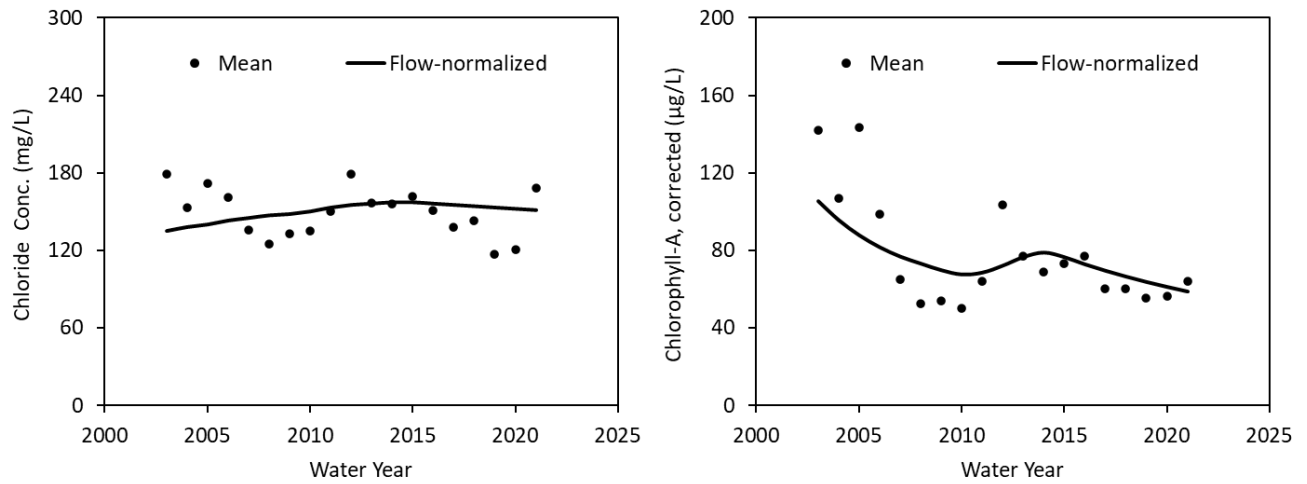 Chloride Conc. (mg/L)
300
240
180
120
60
0
Mean
Flow-normalized
2000 2005 2010 2015 2020 2025
Water Year
Chlorophyll-A, corrected (µg/L)
200
160
120
80
40
0
Mean
Flow-normalized
2000 2005 2010 2015 2020 2025
Water Year